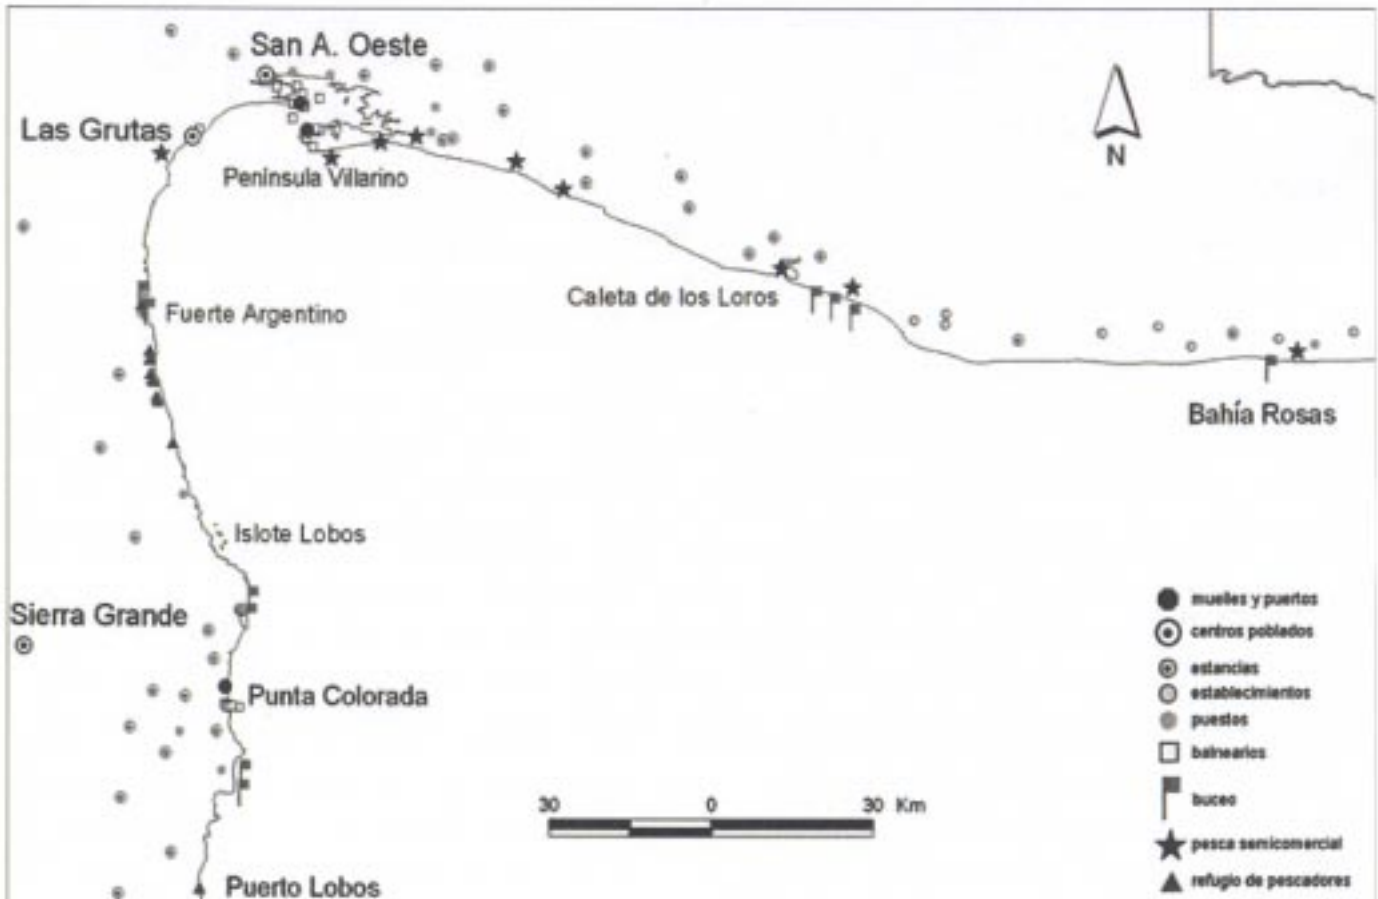 San A. Oeste
Las Grutas
Península Villarino
N
Caleta de los Loros
Fuerte Argentino
Bahía Rosas
Islote Lobos
Sierra Grande
Punta Colorada
Puerto Lobos
30 0 30 Km
muelles y puertos
centros poblados
estancias
establecimientos
puestos
balnearios
buceo
pesca semicomercial
refugio de pescadores